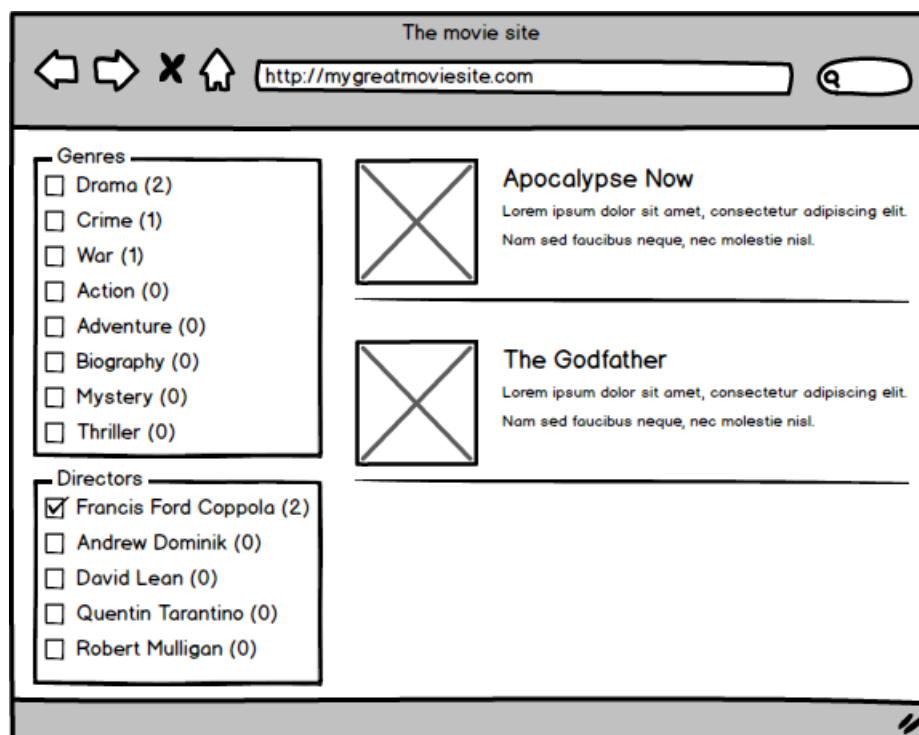 The movie site
http://mygreatmoviesite.com
Genres
Drama (2)
Crime (1)
War (1)
Action (0)
Adventure (0)
Biography (0)
Mystery (0)
Thriller (0)
Directors
Francis Ford Coppola (2)
Andrew Dominik (0)
David Lean (0)
Quentin Tarantino (0)
Robert Mulligan (0)
Apocalypse Now
Lorem ipsum dolor sit amet, consectetur adipiscing elit.
Nam sed faucibus neque, nec molestie nisl.
The Godfather
Lorem ipsum dolor sit amet, consectetur adipiscing elit.
Nam sed faucibus neque, nec molestie nisl.